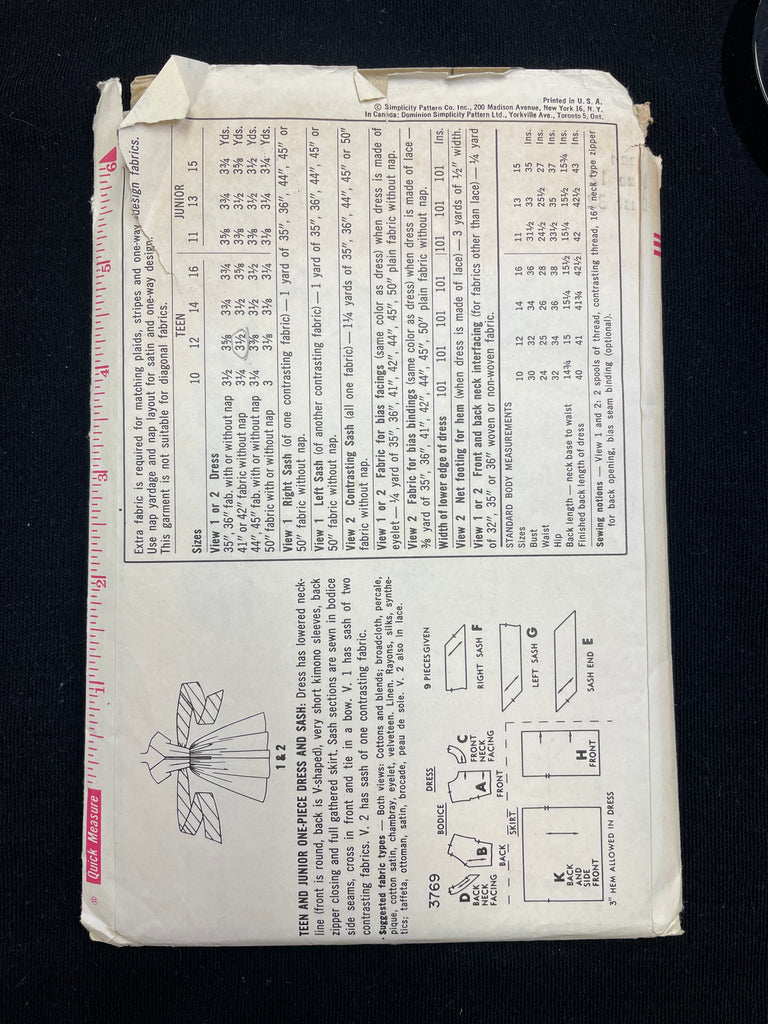 Quick Measure
1
2
3
4
5
6
1 & 2
TEEN AND JUNIOR ONE-PIECE DRESS AND SASH: Dress has lowered neck-
line (front is round, back is V-shaped), very short kimono sleeves, back
zipper closing and full gathered skirt. Sash sections are sewn in bodice
side seams, cross in front and tie in a bow. V. 1 has sash of two
contrasting fabrics. V. 2 has sash of one contrasting fabric.
Suggested fabric types — Both views: Cottons and blends; broadcloth, percale,
pique, cotton satin, chambray, eyelet, velveteen. Linen. Rayons, silks, synthe-
tics; taffeta, ottoman, satin, brocade, peau de soie. V. 2 also in lace.
3769
DRESS
9 PIECES GIVEN
BODICE
D
BACK
NECK
FACING
B
BACK
A
FRONT
C
FRONT
NECK
FACING
RIGHT SASH F
LEFT SASH G
SASH END E
SKIRT
K
BACK
AND
SIDE
FRONT
H
FRONT
3" HEM ALLOWED IN DRESS
Extra fabric is required for matching plaids, stripes and one-way design fabrics.
Use nap yardage and nap layout for satin and one-way design.
This garment is not suitable for diagonal fabrics.
TEEN JUNIOR
Sizes 10 12 14 16 11 13 15
View 1 or 2 Dress
35", 36" fab. with or without nap 3½ 3⅝ 3¾ 3¾ 3⅝ 3¾ 3¾ Yds.
41" or 42" fabric without nap 3¼ 3½ 3½ 3⅝ 3⅜ 3½ 3⅝ Yds.
44", 45" fab. with or without nap 3¼ 3⅜ 3½ 3½ 3⅜ 3½ 3½ Yds.
50" fabric with or without nap 3 3⅛ 3⅛ 3¼ 3⅛ 3¼ 3¼ Yds.
View 1 Right Sash (of one contrasting fabric) — 1 yard of 35", 36", 44", 45" or
50" fabric without nap.
View 1 Left Sash (of another contrasting fabric) — 1 yard of 35", 36", 44", 45" or
50" fabric without nap.
View 2 Contrasting Sash (all one fabric) — 1¼ yards of 35", 36", 44", 45" or 50"
fabric without nap.
View 1 or 2 Fabric for bias facings (same color as dress) when dress is made of
eyelet — ¼ yard of 35", 36", 41", 42", 44", 45", 50" plain fabric without nap.
View 2 Fabric for bias bindings (same color as dress) when dress is made of lace —
⅜ yard of 35", 36", 41", 42", 44", 45", 50" plain fabric without nap.
Width of lower edge of dress 101 101 101 101 101 101 101 Ins.
View 2 Net footing for hem (when dress is made of lace) — 3 yards of ½" width.
View 1 or 2 Front and back neck interfacing (for fabrics other than lace) — ¼ yard
of 32", 35" or 36" woven or non-woven fabric.
STANDARD BODY MEASUREMENTS
Sizes 10 12 14 16 11 13 15
Bust 30 32 34 36 31½ 33 35 Ins.
Waist 24 25 26 28 24½ 25½ 27 Ins.
Hip 32 34 36 38 33½ 35 37 Ins.
Back length — neck base to waist 14¾ 15 15¼ 15½ 15¼ 15½ 15¾ Ins.
Finished back length of dress 40 41 41¾ 42½ 42 42½ 43 Ins.
Sewing notions — View 1 and 2: 2 spools of thread, contrasting thread, 16" neck type zipper
for back opening, bias seam binding (optional).
Printed in U. S. A.
© Simplicity Pattern Co. Inc., 200 Madison Avenue, New York 16, N. Y.
In Canada: Dominion Simplicity Pattern Ltd., Yorkville Ave., Toronto 5, Ont.